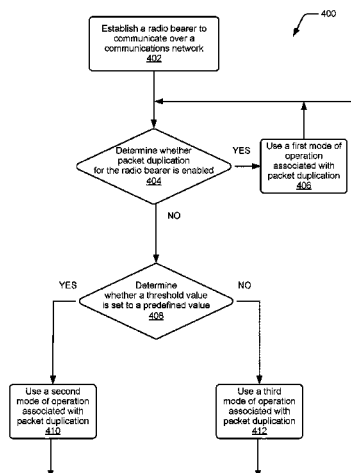 400
Establish a radio bearer to
communicate over a
communications network
402
Determine whether
packet duplication
for the radio bearer is enabled
404
YES
Use a first mode of
operation
associated with
packet duplication
406
NO
Determine
whether a threshold value
is set to a predefined value
408
YES
NO
Use a second
mode of operation
associated with
packet duplication
410
Use a third
mode of operation
associated with
packet duplication
412